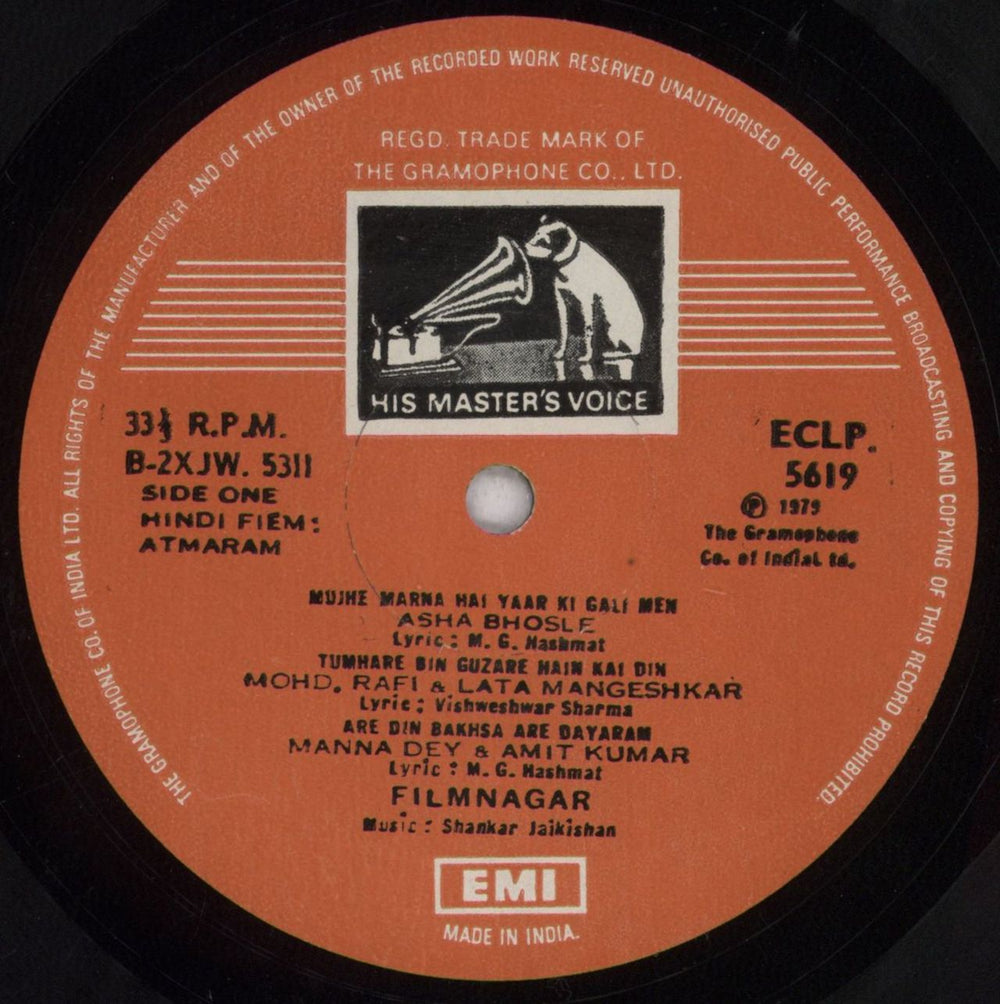 THE GRAMOPHONE CO. OF INDIA LTD. ALL RIGHTS OF THE MANUFACTURER AND OF THE OWNER OF THE RECORDED WORK RESERVED UNAUTHORISED PUBLIC PERFORMANCE BROADCASTING AND COPYING OF THIS RECORD PROHIBITED.
REGD. TRADE MARK OF
THE GRAMOPHONE CO., LTD.
HIS MASTER'S VOICE
33⅓ R.P.M.
B-2XJW. 5311
SIDE ONE
HINDI FIEM:
ATMARAM
ECLP.
5619
Ⓟ 1979
The Gramophone
Co. of India Ltd.
MUJHE MARNA HAI YAAR KI GALI MEN
ASHA BHOSLE
Lyric: M. G. Hashmat
TUMHARE BIN GUZARE HAIN KAI DIN
MOHD. RAFI & LATA MANGESHKAR
Lyric: Vishweshwar Sharma
ARE DIN BAKHSA ARE DAYARAM
MANNA DEY & AMIT KUMAR
Lyric: M. G. Hashmat
FILMNAGAR
Music: Shankar Jaikishan
EMI
MADE IN INDIA.